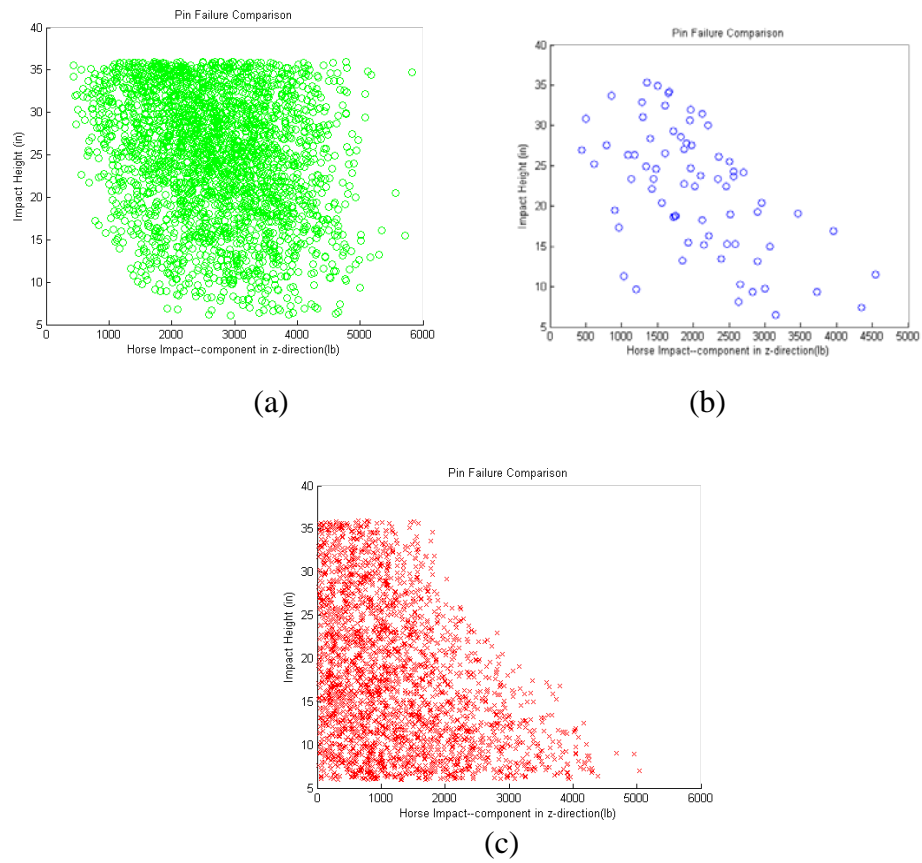 Pin Failure Comparison
40
35
30
25
20
15
10
5
Impact Height (in)
0 1000 2000 3000 4000 5000 6000
Horse Impact--component in z-direction(lb)
(a)
Pin Failure Comparison
40
35
30
25
20
15
10
5
Impact Height (in)
0 500 1000 1500 2000 2500 3000 3500 4000 4500 5000
Horse Impact--component in z-direction(lb)
(b)
Pin Failure Comparison
40
35
30
25
20
15
10
5
Impact Height (in)
0 1000 2000 3000 4000 5000 6000
Horse Impact--component in z-direction(lb)
(c)